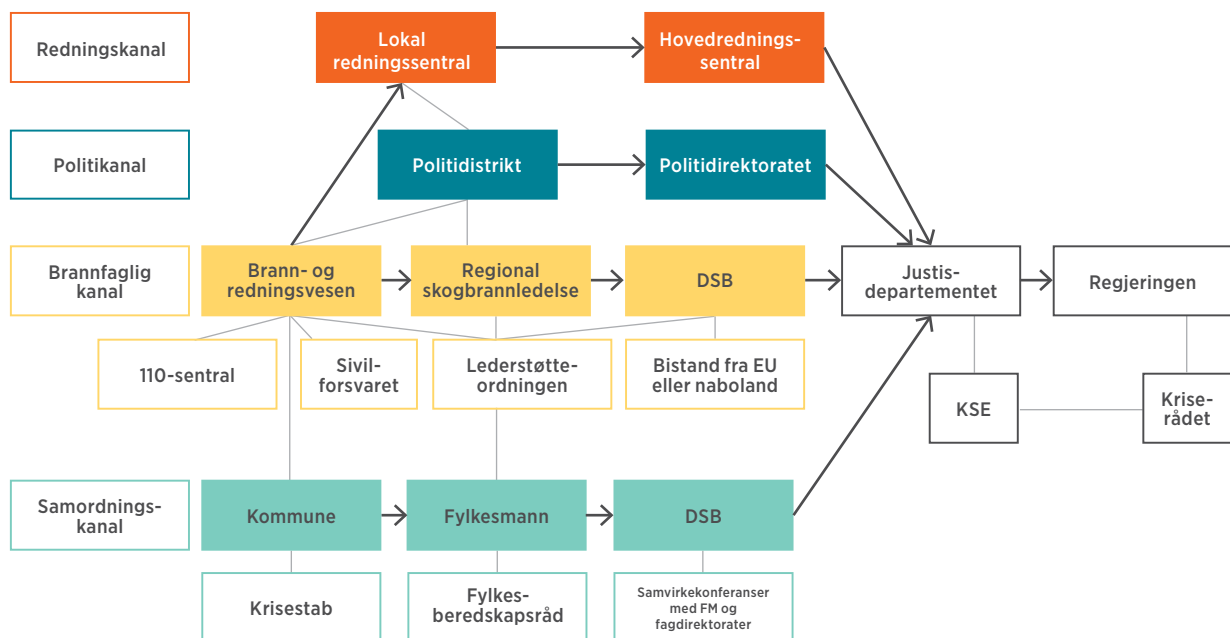 Redningskanal
Lokal
redningssentral
Hovedrednings-
sentral
Politikanal
Politidistrikt
Politidirektoratet
Brannfaglig
kanal
Brann- og
redningsvesen
Regional
skogbrannledelse
DSB
Justis-
departementet
Regjeringen
110-sentral
Sivil-
forsvaret
Lederstøtte-
ordningen
Bistand fra EU
eller naboland
KSE
Krise-
rådet
Samordnings-
kanal
Kommune
Fylkesmann
DSB
Krisestab
Fylkes-
beredskapsråd
Samvirkekonferanser
med FM og
fagdirektorater